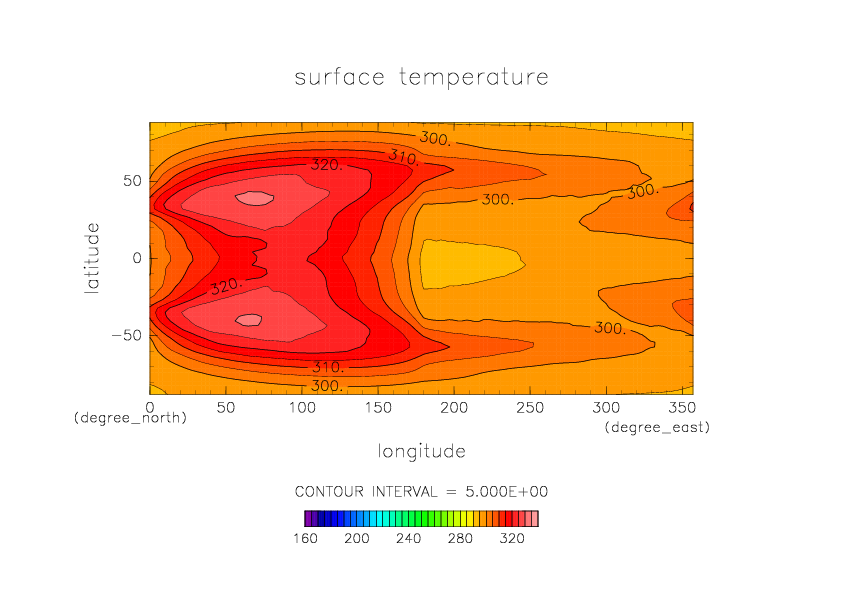 surface temperature
300.
310.
320.
50
300.
300.
latitude
0
320.
300.
-50
310.
300.
0 50 100 150 200 250 300 350
(degree_north)
(degree_east)
longitude
CONTOUR INTERVAL = 5.000E+00
160 200 240 280 320